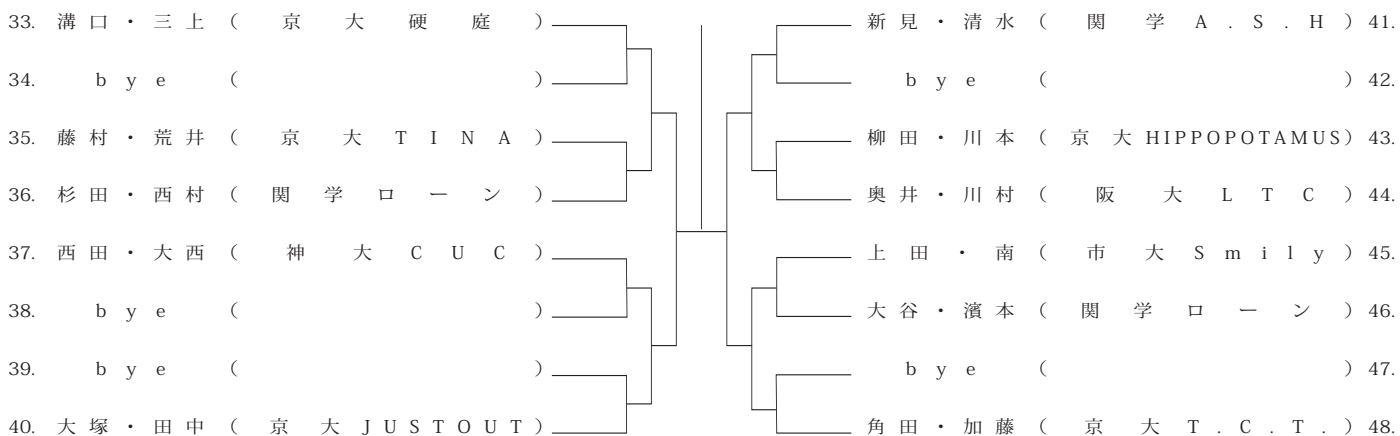 33. 溝口・三上（京大硬庭）
34. bye（ ）
35. 藤村・荒井（京大TINA）
36. 杉田・西村（関学ローン）
37. 西田・大西（神大CUC）
38. bye（ ）
39. bye（ ）
40. 大塚・田中（京大JUSTOUT）
新見・清水（関学A.S.H）41.
bye（ ）42.
柳田・川本（京大HIPPOPOTAMUS）43.
奥井・川村（阪大LTC）44.
上田・南（市大Smily）45.
大谷・濱本（関学ローン）46.
bye（ ）47.
角田・加藤（京大T.C.T.）48.